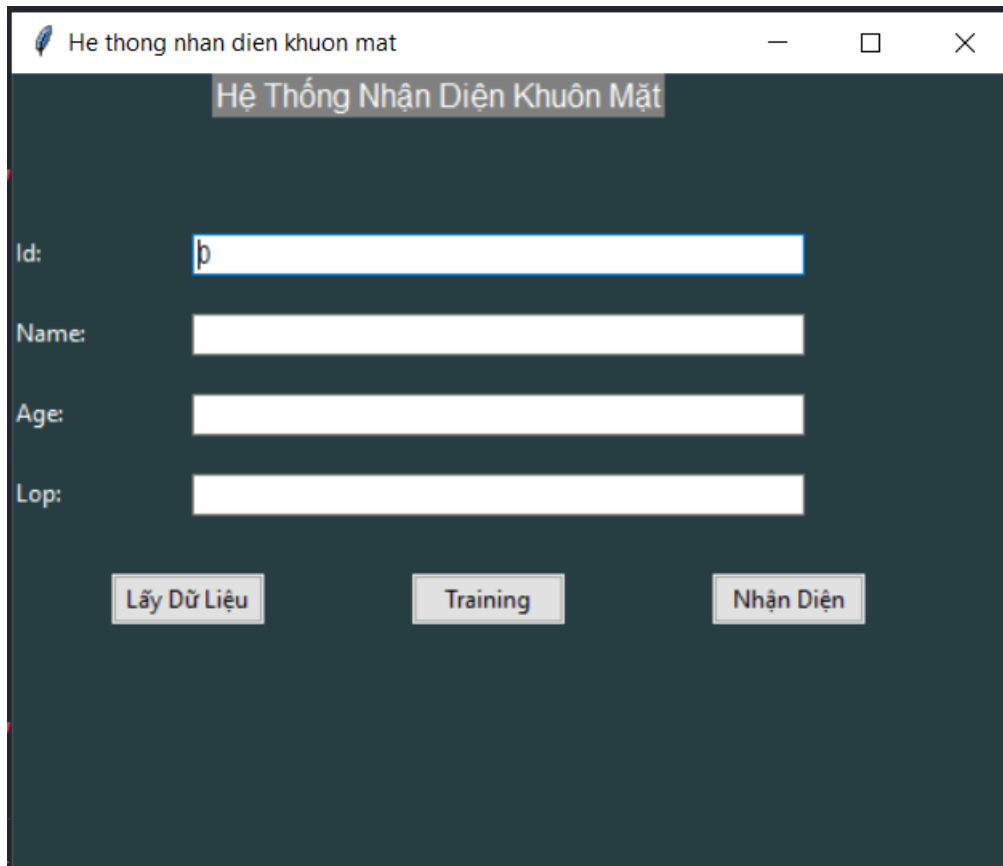 He thong nhan dien khuon mat
Hệ Thống Nhận Diện Khuôn Mặt
Id:
0
Name:
Age:
Lop:
Lấy Dữ Liệu
Training
Nhận Diện